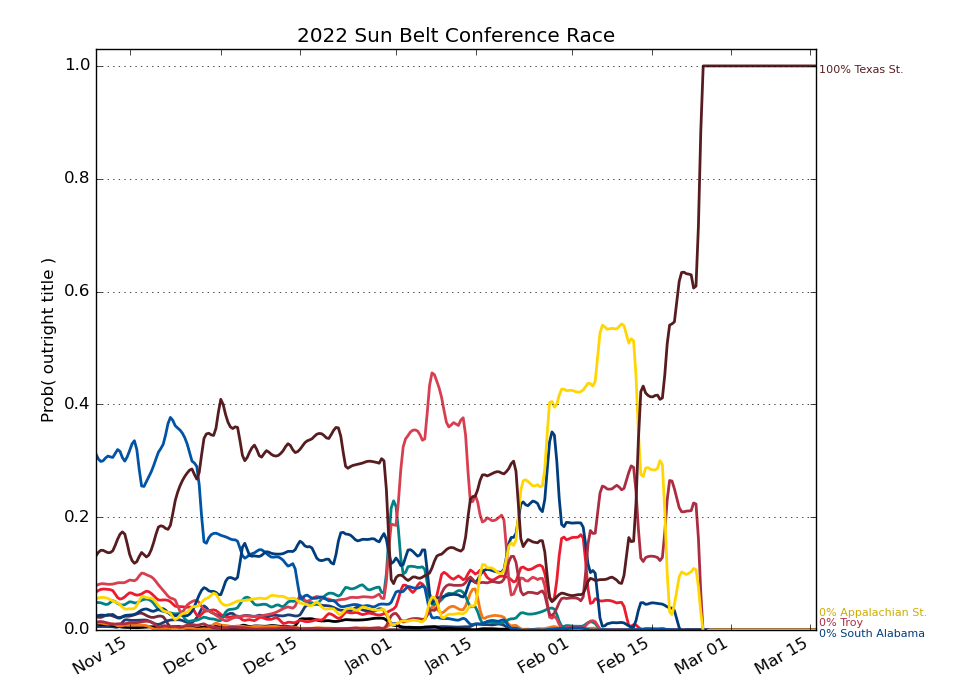 2022 Sun Belt Conference Race
Prob( outright title )
1.0
0.8
0.6
0.4
0.2
0.0
100% Texas St.
0% Appalachian St.
0% Troy
0% South Alabama
Nov 15
Dec 01
Dec 15
Jan 01
Jan 15
Feb 01
Feb 15
Mar 01
Mar 15